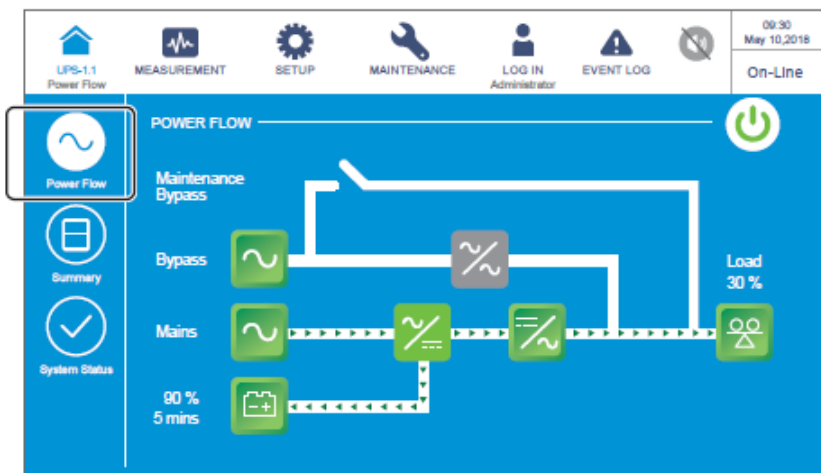 09:30
May 10,2018
UPS-1.1
Power Flow
MEASUREMENT
SETUP
MAINTENANCE
LOG IN
Administrator
EVENT LOG
On-Line
POWER FLOW
Power Flow
Maintenance
Bypass
Bypass
Summary
Load
30 %
Mains
System Status
90 %
5 mins